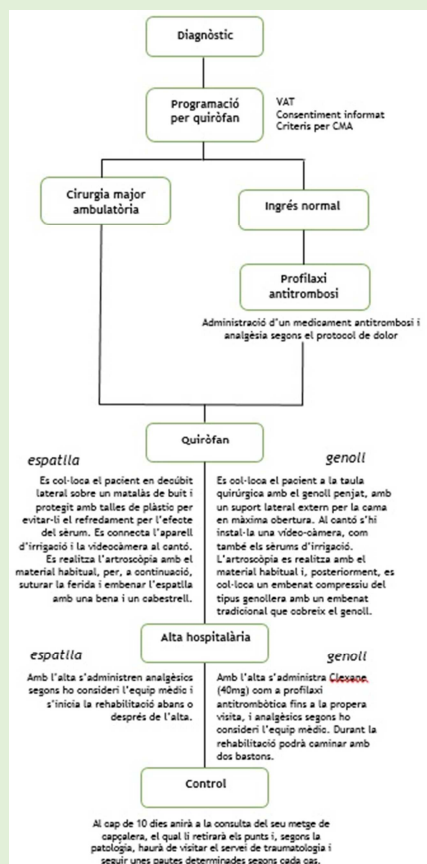 Diagnòstic
Programació
per quiròfan
VAT
Consentiment informat
Criteris per CMA
Cirurgia major
ambulatòria
Ingrés normal
Profilaxi
antitrombosi
Administració d'un medicament antitrombosi i
analgèsia segons el protocol de dolor
Quiròfan
espatlla
Es col·loca el pacient en decúbit
lateral sobre un matalàs de buit i
protegit amb talles de plàstic per
evitar-li el refredament per l'efecte
del sèrum. Es connecta l'aparell
d'irrigació i la videocàmera al cantó.
Es realitza l'artroscòpia amb el
material habitual, per, a continuació,
suturar la ferida i embenar l'espatlla
amb una bena i un cabestrell.
genoll
Es col·loca el pacient a la taula
quirúrgica amb el genoll penjat, amb
un suport lateral extern per la cama
en màxima obertura. Al cantó s'hi
instal·la una vídeo-càmera, com
també els sèrums d'irrigació.
L'artroscòpia es realitza amb el
material habitual i, posteriorment, es
col·loca un embenat compressiu del
tipus genollera amb un embenat
tradicional que cobreix el genoll.
Alta hospitalària
espatlla
Amb l'alta s'administren analgèsics
segons ho consideri l'equip mèdic i
s'inicia la rehabilitació abans o
després de l'alta.
genoll
Amb l'alta s'administra Clexane
(40mg) com a profilaxi
antitrombòtica fins a la propera
visita, i analgèsics segons ho
consideri l'equip mèdic. Durant la
rehabilitació podrà caminar amb
dos bastons.
Control
Al cap de 10 dies anirà a la consulta del seu metge de
capçalera, el qual li retirarà els punts i, segons la
patologia, haurà de visitar el servei de traumatologia i
seguir unes pautes determinades segons cada cas.